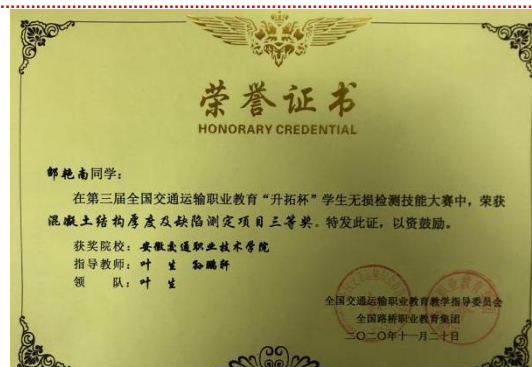 荣誉证书
HONORARY CREDENTIAL
邹艳南同学：
在第三届全国交通运输职业教育“升拓杯”学生无损检测技能大赛中，荣获
混凝土结构厚度及缺陷测定项目三等奖。特发此证，以资鼓励。
获奖院校：安徽交通职业技术学院
指导教师：叶生 孙鹏轩
领 队：叶生
全国交通运输职业教育教学指导委员会
全国路桥职业教育集团
二〇二〇年十一月二十日